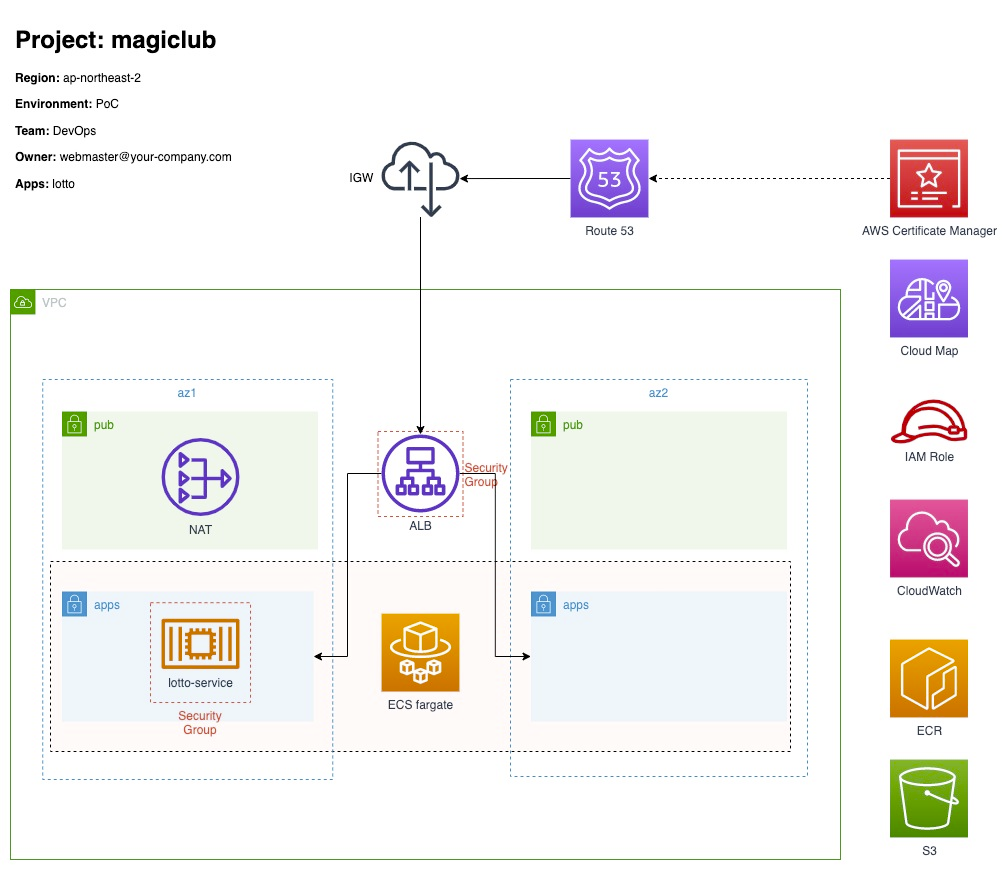 Project: magiclub
Region: ap-northeast-2
Environment: PoC
Team: DevOps
Owner: webmaster@your-company.com
Apps: lotto
IGW
53
Route 53
AWS Certificate Manager
VPC
Cloud Map
az1
az2
pub
pub
NAT
ALB
Security
Group
IAM Role
apps
lotto-service
Security
Group
ECS fargate
apps
CloudWatch
ECR
S3